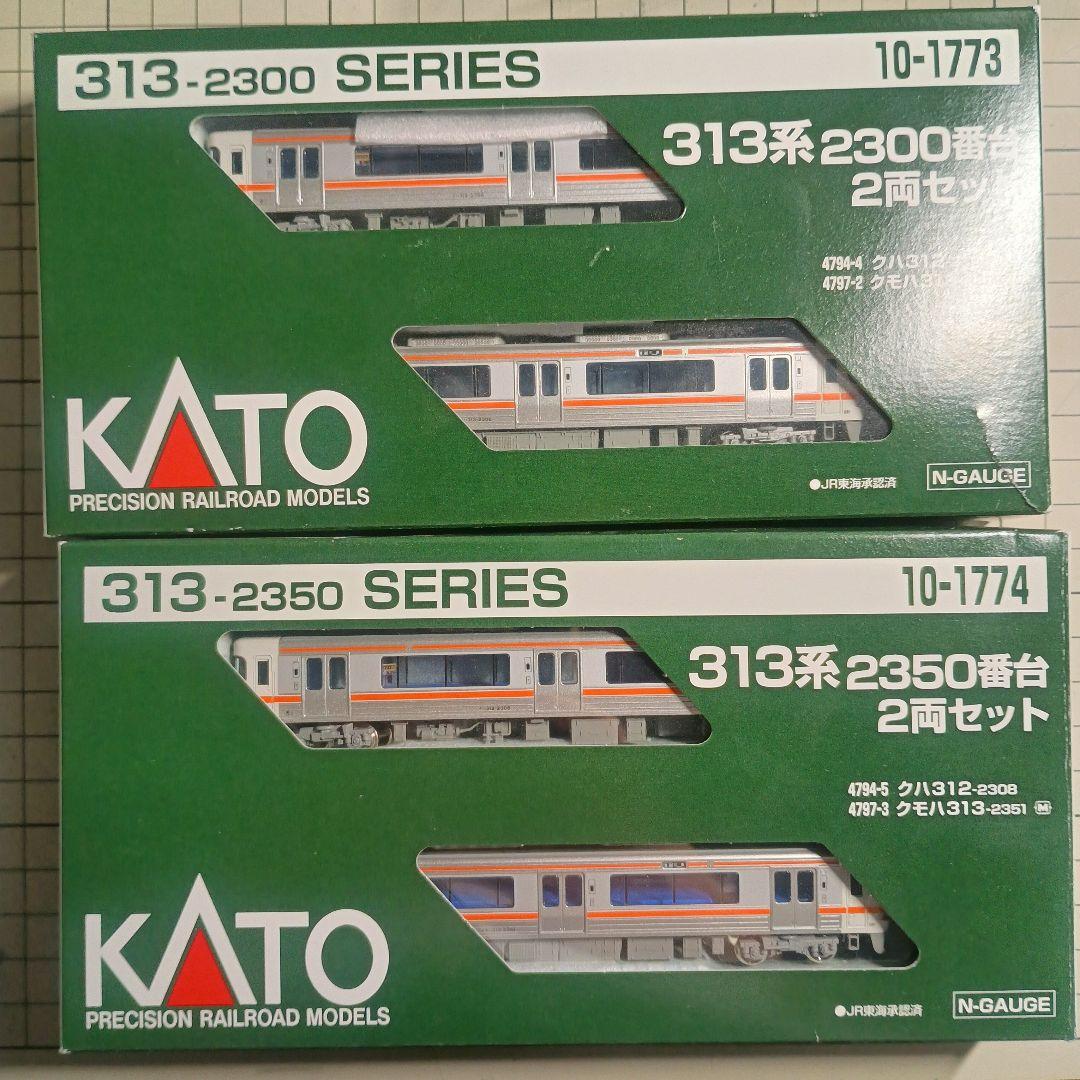 313-2300 SERIES
10-1773
313系2300番台
2両セット
4794-4 クハ312
4797-2 クモハ31
KATO
PRECISION RAILROAD MODELS
●JR東海承認済
N-GAUGE
313-2350 SERIES
10-1774
313系2350番台
2両セット
4794-5 クハ312-2308
4797-3 クモハ313-2351 M
KATO
PRECISION RAILROAD MODELS
●JR東海承認済
N-GAUGE